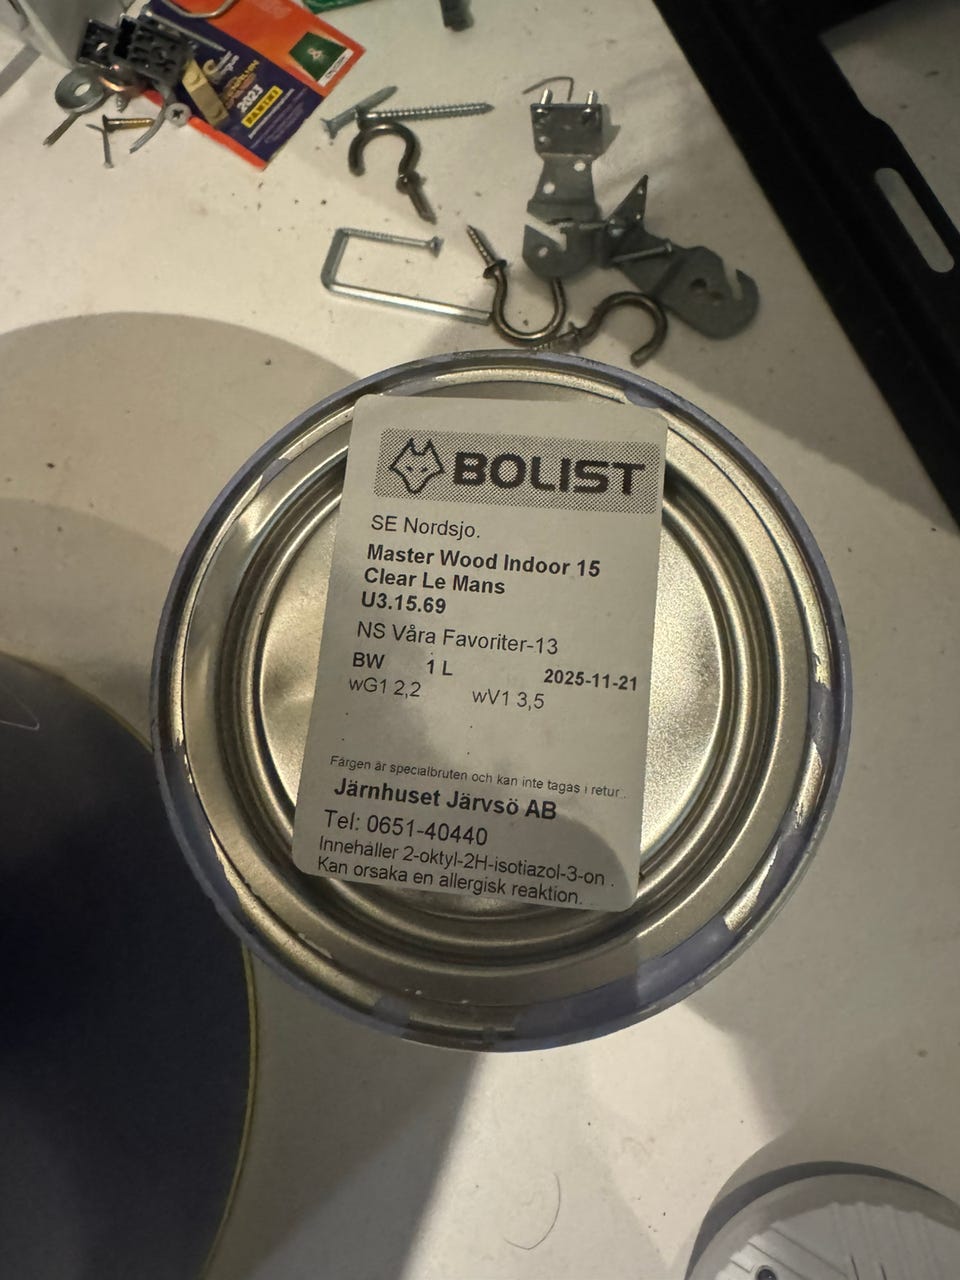 2023
PANINI
BOLIST
SE Nordsjo.
Master Wood Indoor 15
Clear Le Mans
U3.15.69
NS Våra Favoriter-13
BW 1 L 2025-11-21
wG1 2,2 wV1 3,5
Färgen är specialbruten och kan inte tagas i retur.
Järnhuset Järvsö AB
Tel: 0651-40440
Innehåller 2-oktyl-2H-isotiazol-3-on .
Kan orsaka en allergisk reaktion.